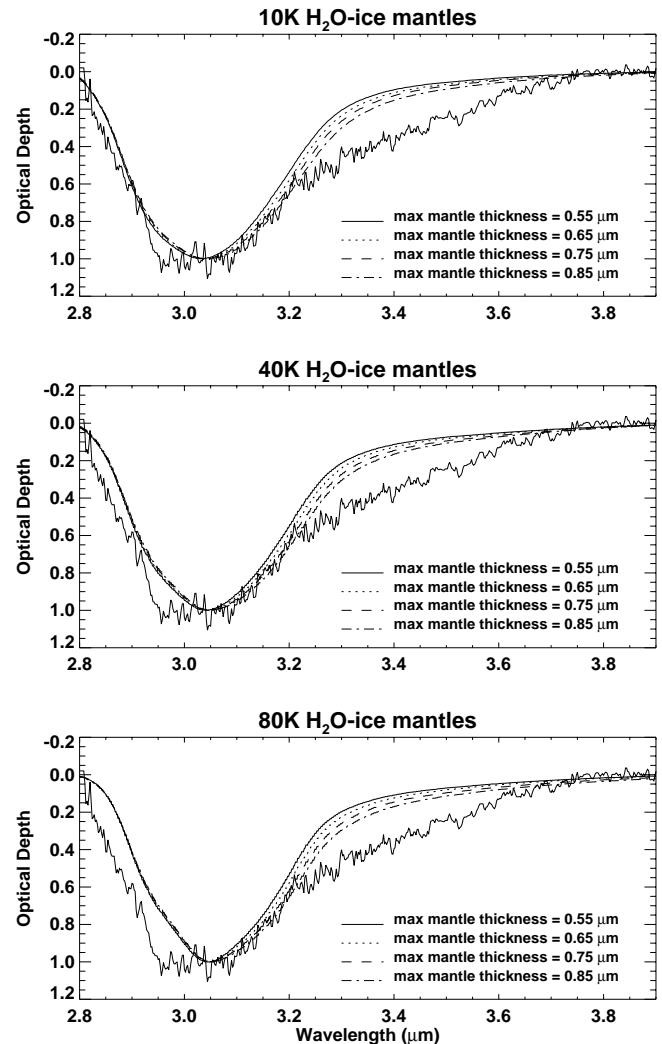 10K H₂O-ice mantles
-0.2
0.0
0.2
0.4
0.6
0.8
1.0
1.2
Optical Depth
max mantle thickness = 0.55 μm
max mantle thickness = 0.65 μm
max mantle thickness = 0.75 μm
max mantle thickness = 0.85 μm
2.8 3.0 3.2 3.4 3.6 3.8
40K H₂O-ice mantles
-0.2
0.0
0.2
0.4
0.6
0.8
1.0
1.2
Optical Depth
max mantle thickness = 0.55 μm
max mantle thickness = 0.65 μm
max mantle thickness = 0.75 μm
max mantle thickness = 0.85 μm
2.8 3.0 3.2 3.4 3.6 3.8
80K H₂O-ice mantles
-0.2
0.0
0.2
0.4
0.6
0.8
1.0
1.2
Optical Depth
max mantle thickness = 0.55 μm
max mantle thickness = 0.65 μm
max mantle thickness = 0.75 μm
max mantle thickness = 0.85 μm
2.8 3.0 3.2 3.4 3.6 3.8
Wavelength (μm)